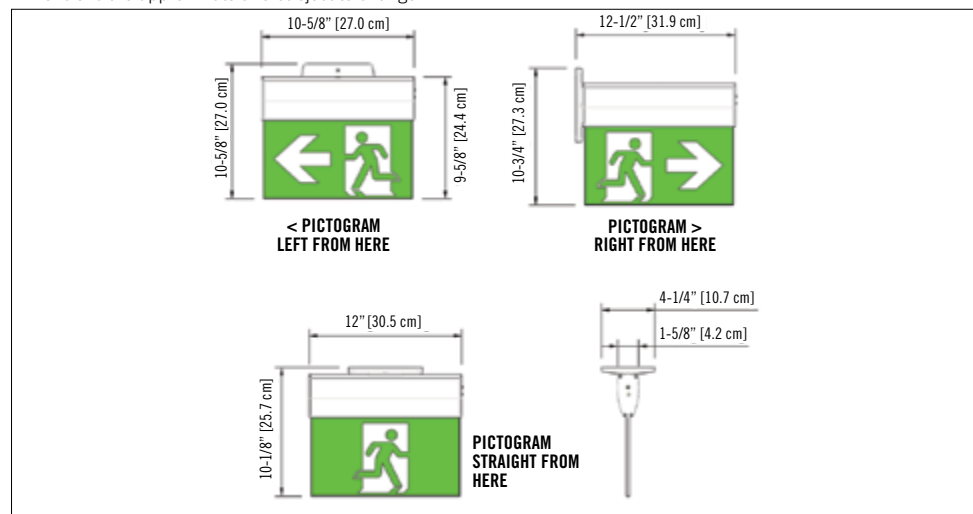 10-5/8” [27.0 cm]
10-5/8” [27.0 cm]
9-5/8” [24.4 cm]
< PICTOGRAM
LEFT FROM HERE
12-1/2” [31.9 cm]
10-3/4” [27.3 cm]
PICTOGRAM >
RIGHT FROM HERE
12” [30.5 cm]
10-1/8” [25.7 cm]
PICTOGRAM
STRAIGHT FROM
HERE
4-1/4” [10.7 cm]
1-5/8” [4.2 cm]